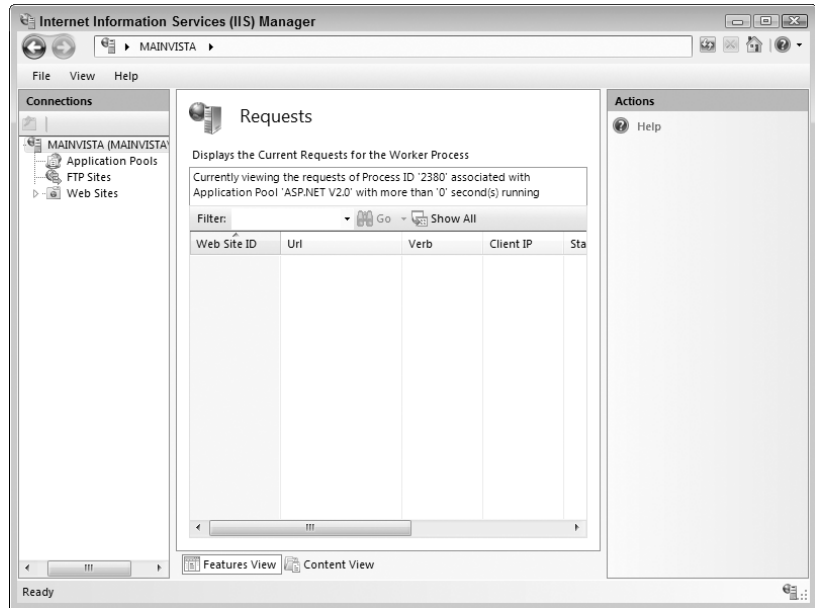 Internet Information Services (IIS) Manager
MAINVISTA
File View Help
Connections
MAINVISTA (MAINVISTA\
Application Pools
FTP Sites
Web Sites
Requests
Displays the Current Requests for the Worker Process
Currently viewing the requests of Process ID '2380' associated with
Application Pool 'ASP.NET V2.0' with more than '0' second(s) running
Filter: Go Show All
Web Site ID Url Verb Client IP Sta
Features View Content View
Actions
Help
Ready